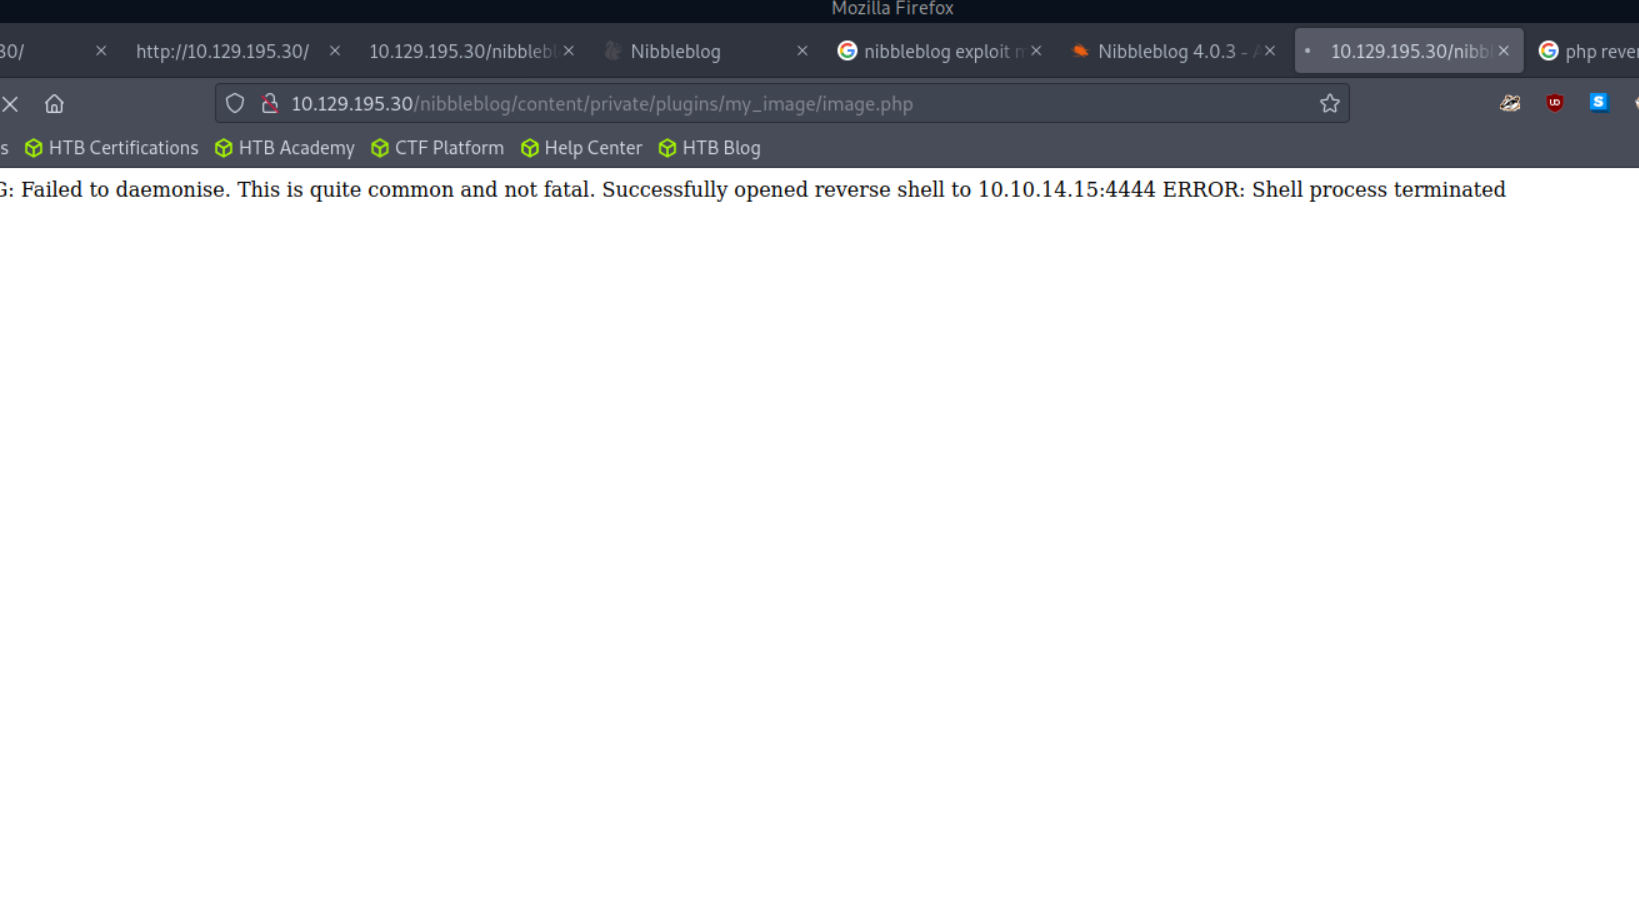 Mozilla Firefox
30/ http://10.129.195.30/ 10.129.195.30/nibblebl Nibbleblog nibbleblog exploit Nibbleblog 4.0.3 - 10.129.195.30/nibbl php rever
10.129.195.30/nibbleblog/content/private/plugins/my_image/image.php
s HTB Certifications HTB Academy CTF Platform Help Center HTB Blog
G: Failed to daemonise. This is quite common and not fatal. Successfully opened reverse shell to 10.10.14.15:4444 ERROR: Shell process terminated